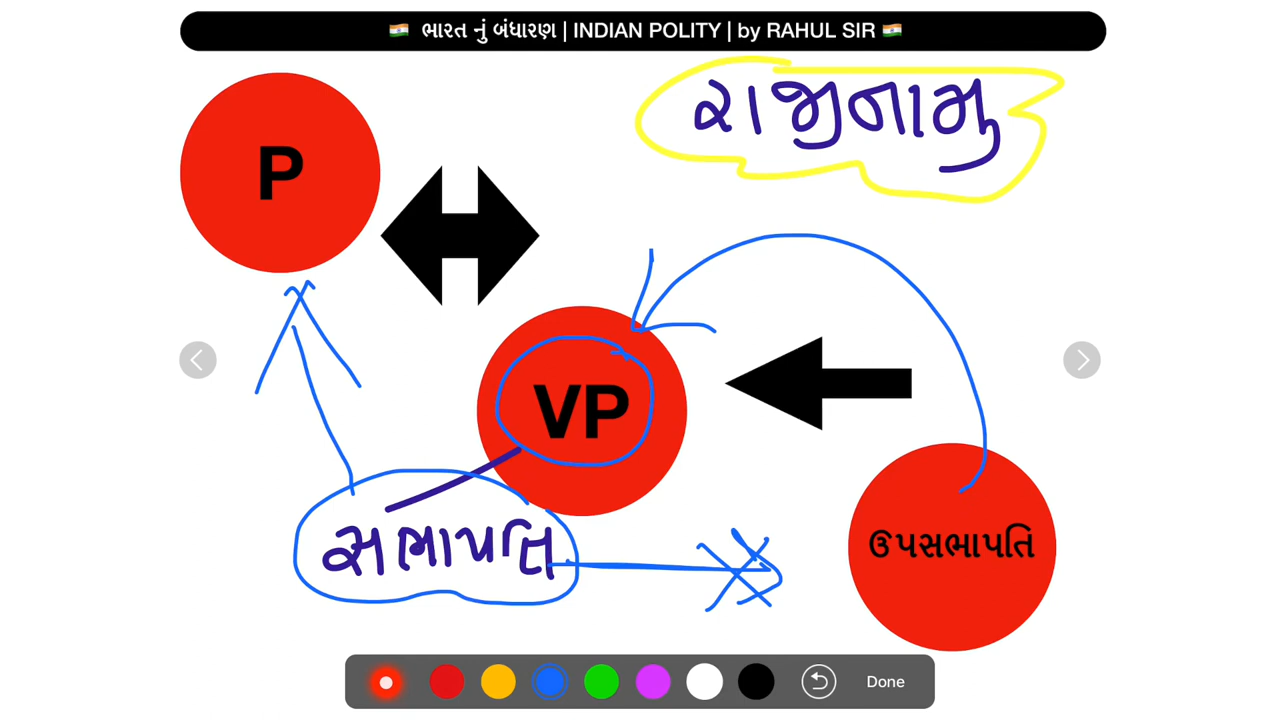 🇮🇳 ભારત નું બંધારણ | INDIAN POLITY | by RAHUL SIR 🇮🇳
રાજીનામુ
P
VP
સભાપતિ
ઉપસભાપતિ
Done